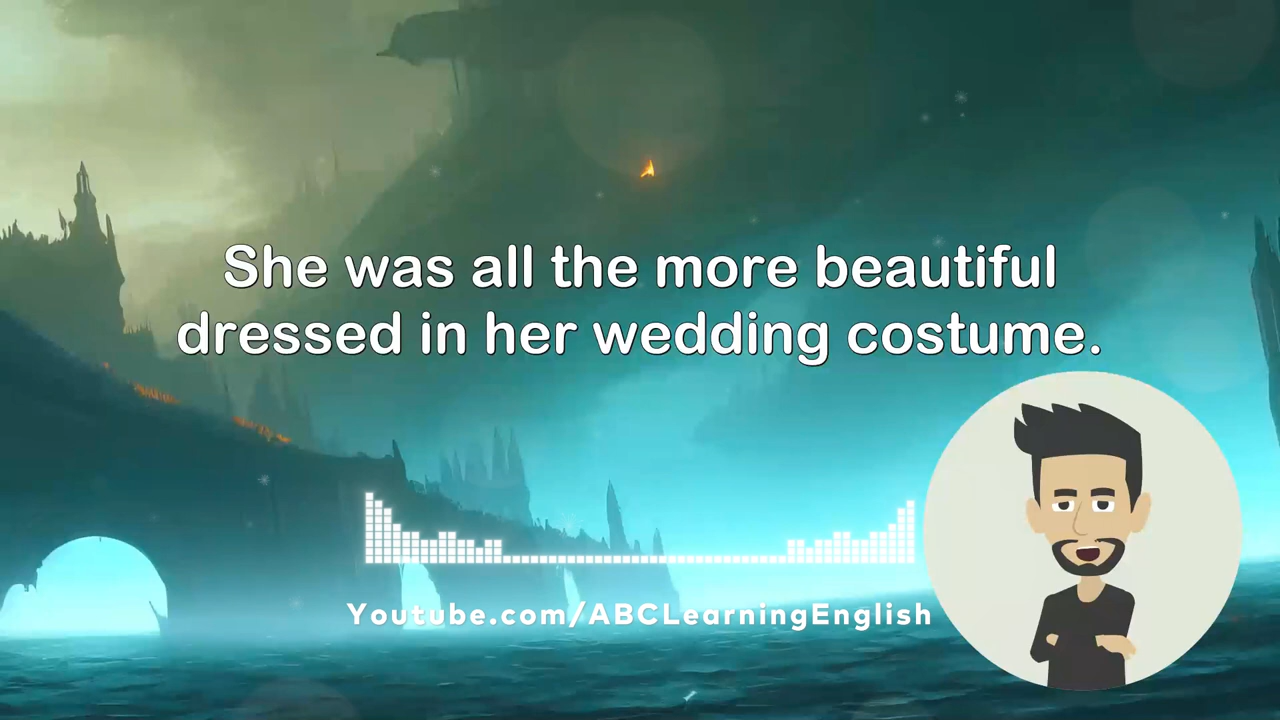 She was all the more beautiful
dressed in her wedding costume.
Youtube.com/ABCLearningEnglish